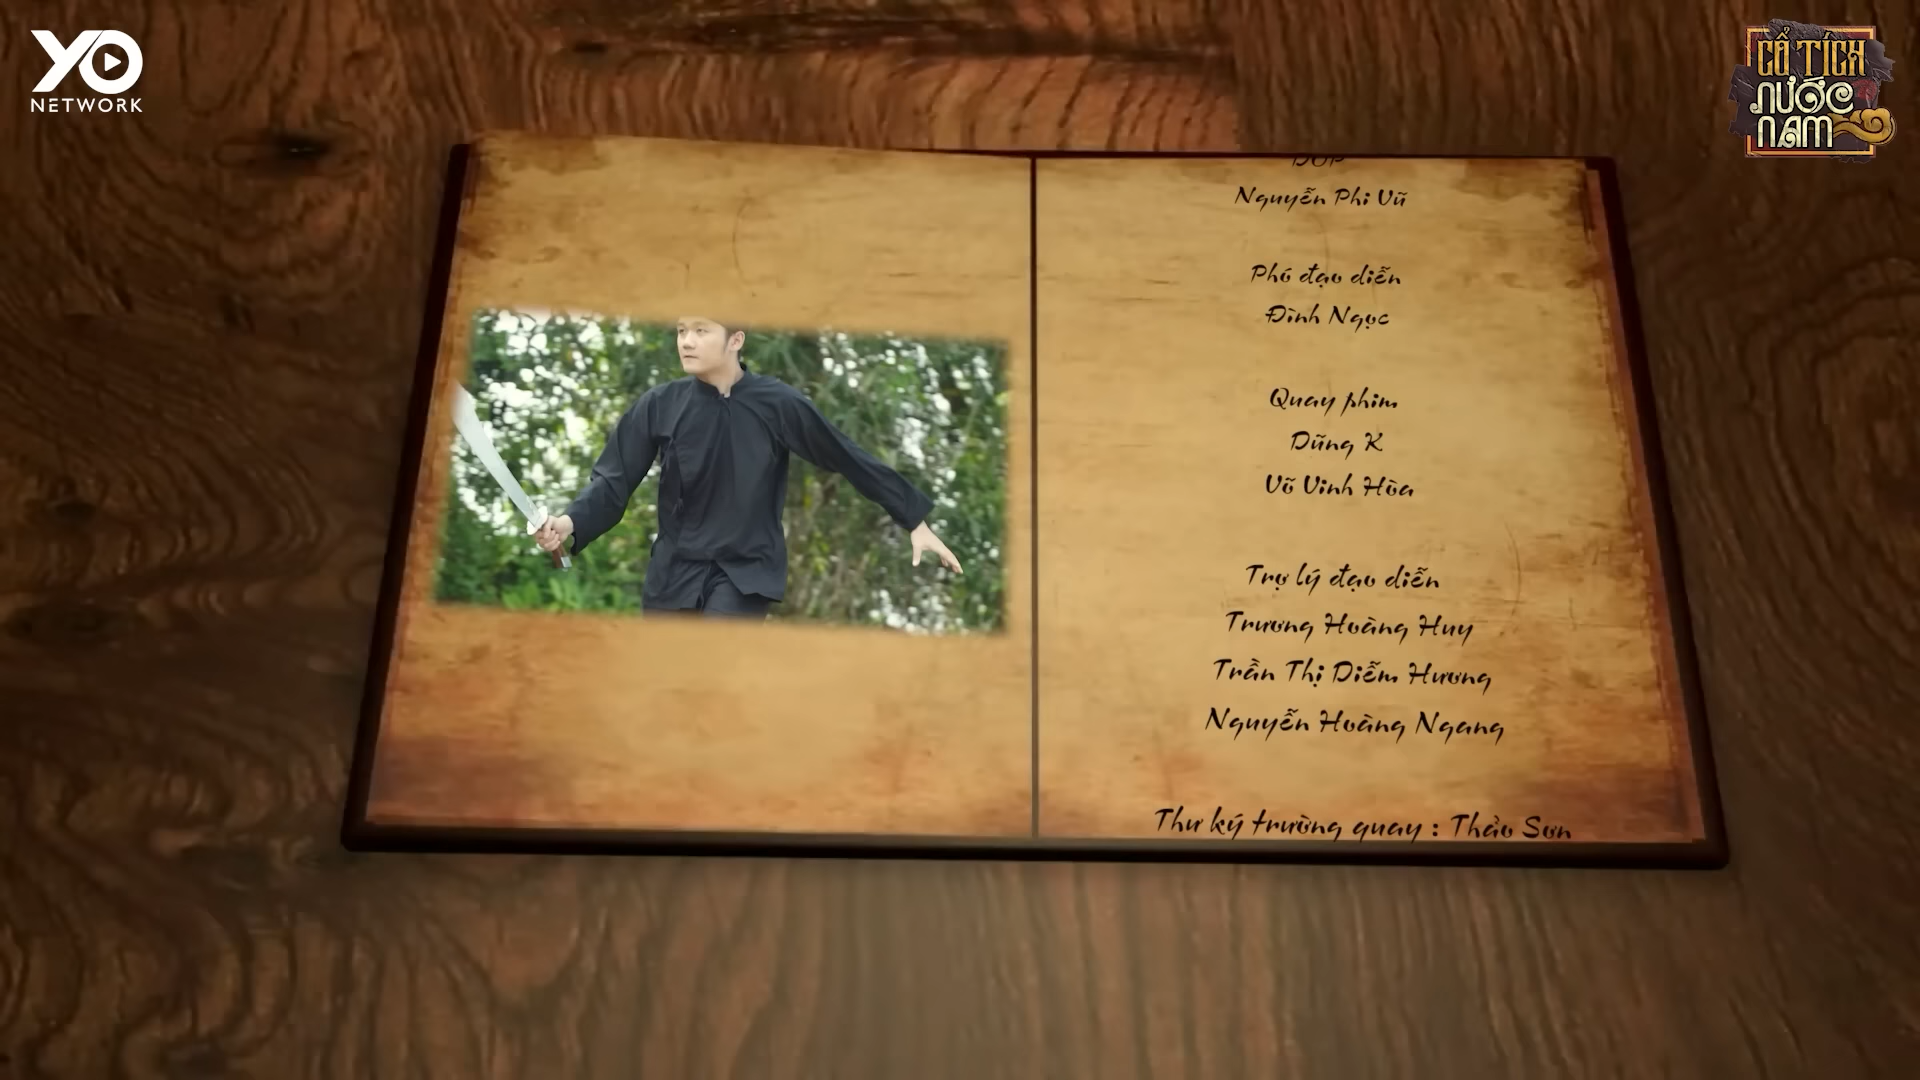 YO
NETWORK
CỔ TÍCH
NƯỚC
NAM
DOP
Nguyễn Phi Vũ
Phó đạo diễn
Đình Ngọc
Quay phim
Dũng K
Võ Vinh Hòa
Trợ lý đạo diễn
Trương Hoàng Huy
Trần Thị Diễm Hương
Nguyễn Hoàng Ngang
Thư ký trường quay : Thảo Sơn